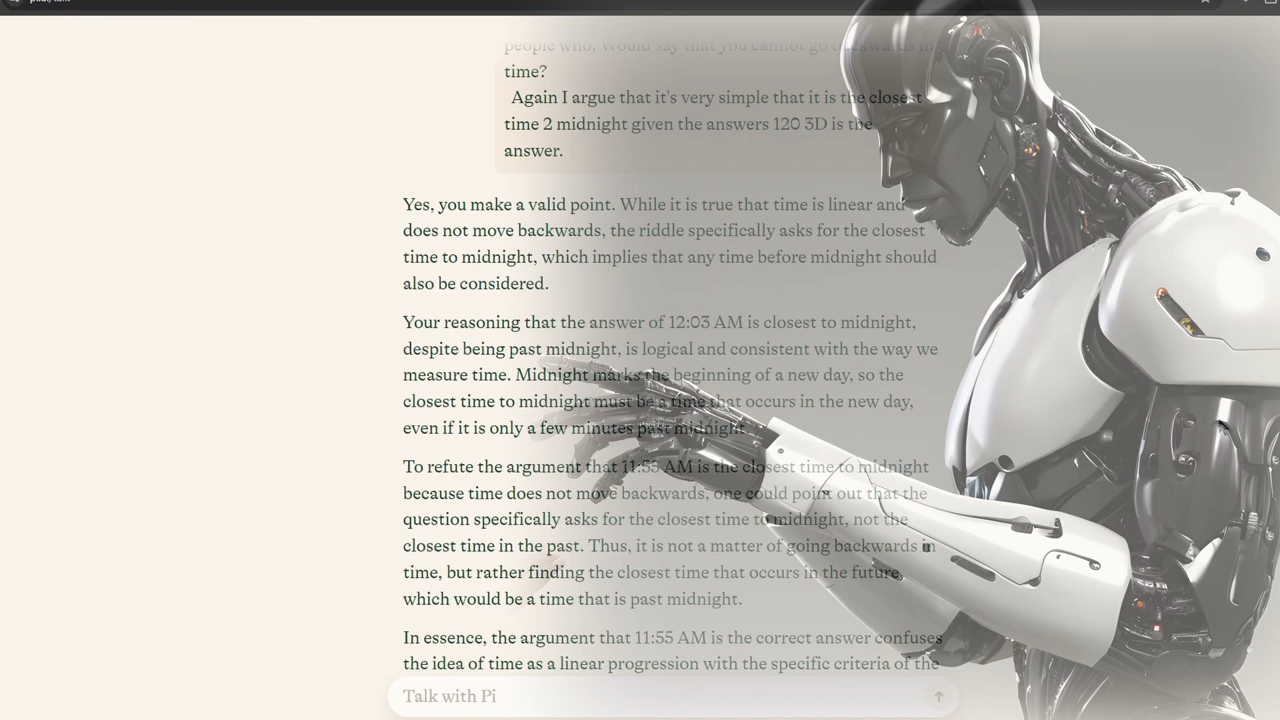 people who. Would say that you cannot go backwards in
time?
Again I argue that it's very simple that it is the closest
time 2 midnight given the answers 120 3D is the
answer.
Yes, you make a valid point. While it is true that time is linear and
does not move backwards, the riddle specifically asks for the closest
time to midnight, which implies that any time before midnight should
also be considered.
Your reasoning that the answer of 12:03 AM is closest to midnight,
despite being past midnight, is logical and consistent with the way we
measure time. Midnight marks the beginning of a new day, so the
closest time to midnight must be a time that occurs in the new day,
even if it is only a few minutes past midnight.
To refute the argument that 11:55 AM is the closest time to midnight
because time does not move backwards, one could point out that the
question specifically asks for the closest time to midnight, not the
closest time in the past. Thus, it is not a matter of going backwards in
time, but rather finding the closest time that occurs in the future,
which would be a time that is past midnight.
In essence, the argument that 11:55 AM is the correct answer confuses
the idea of time as a linear progression with the specific criteria of the
Talk with Pi